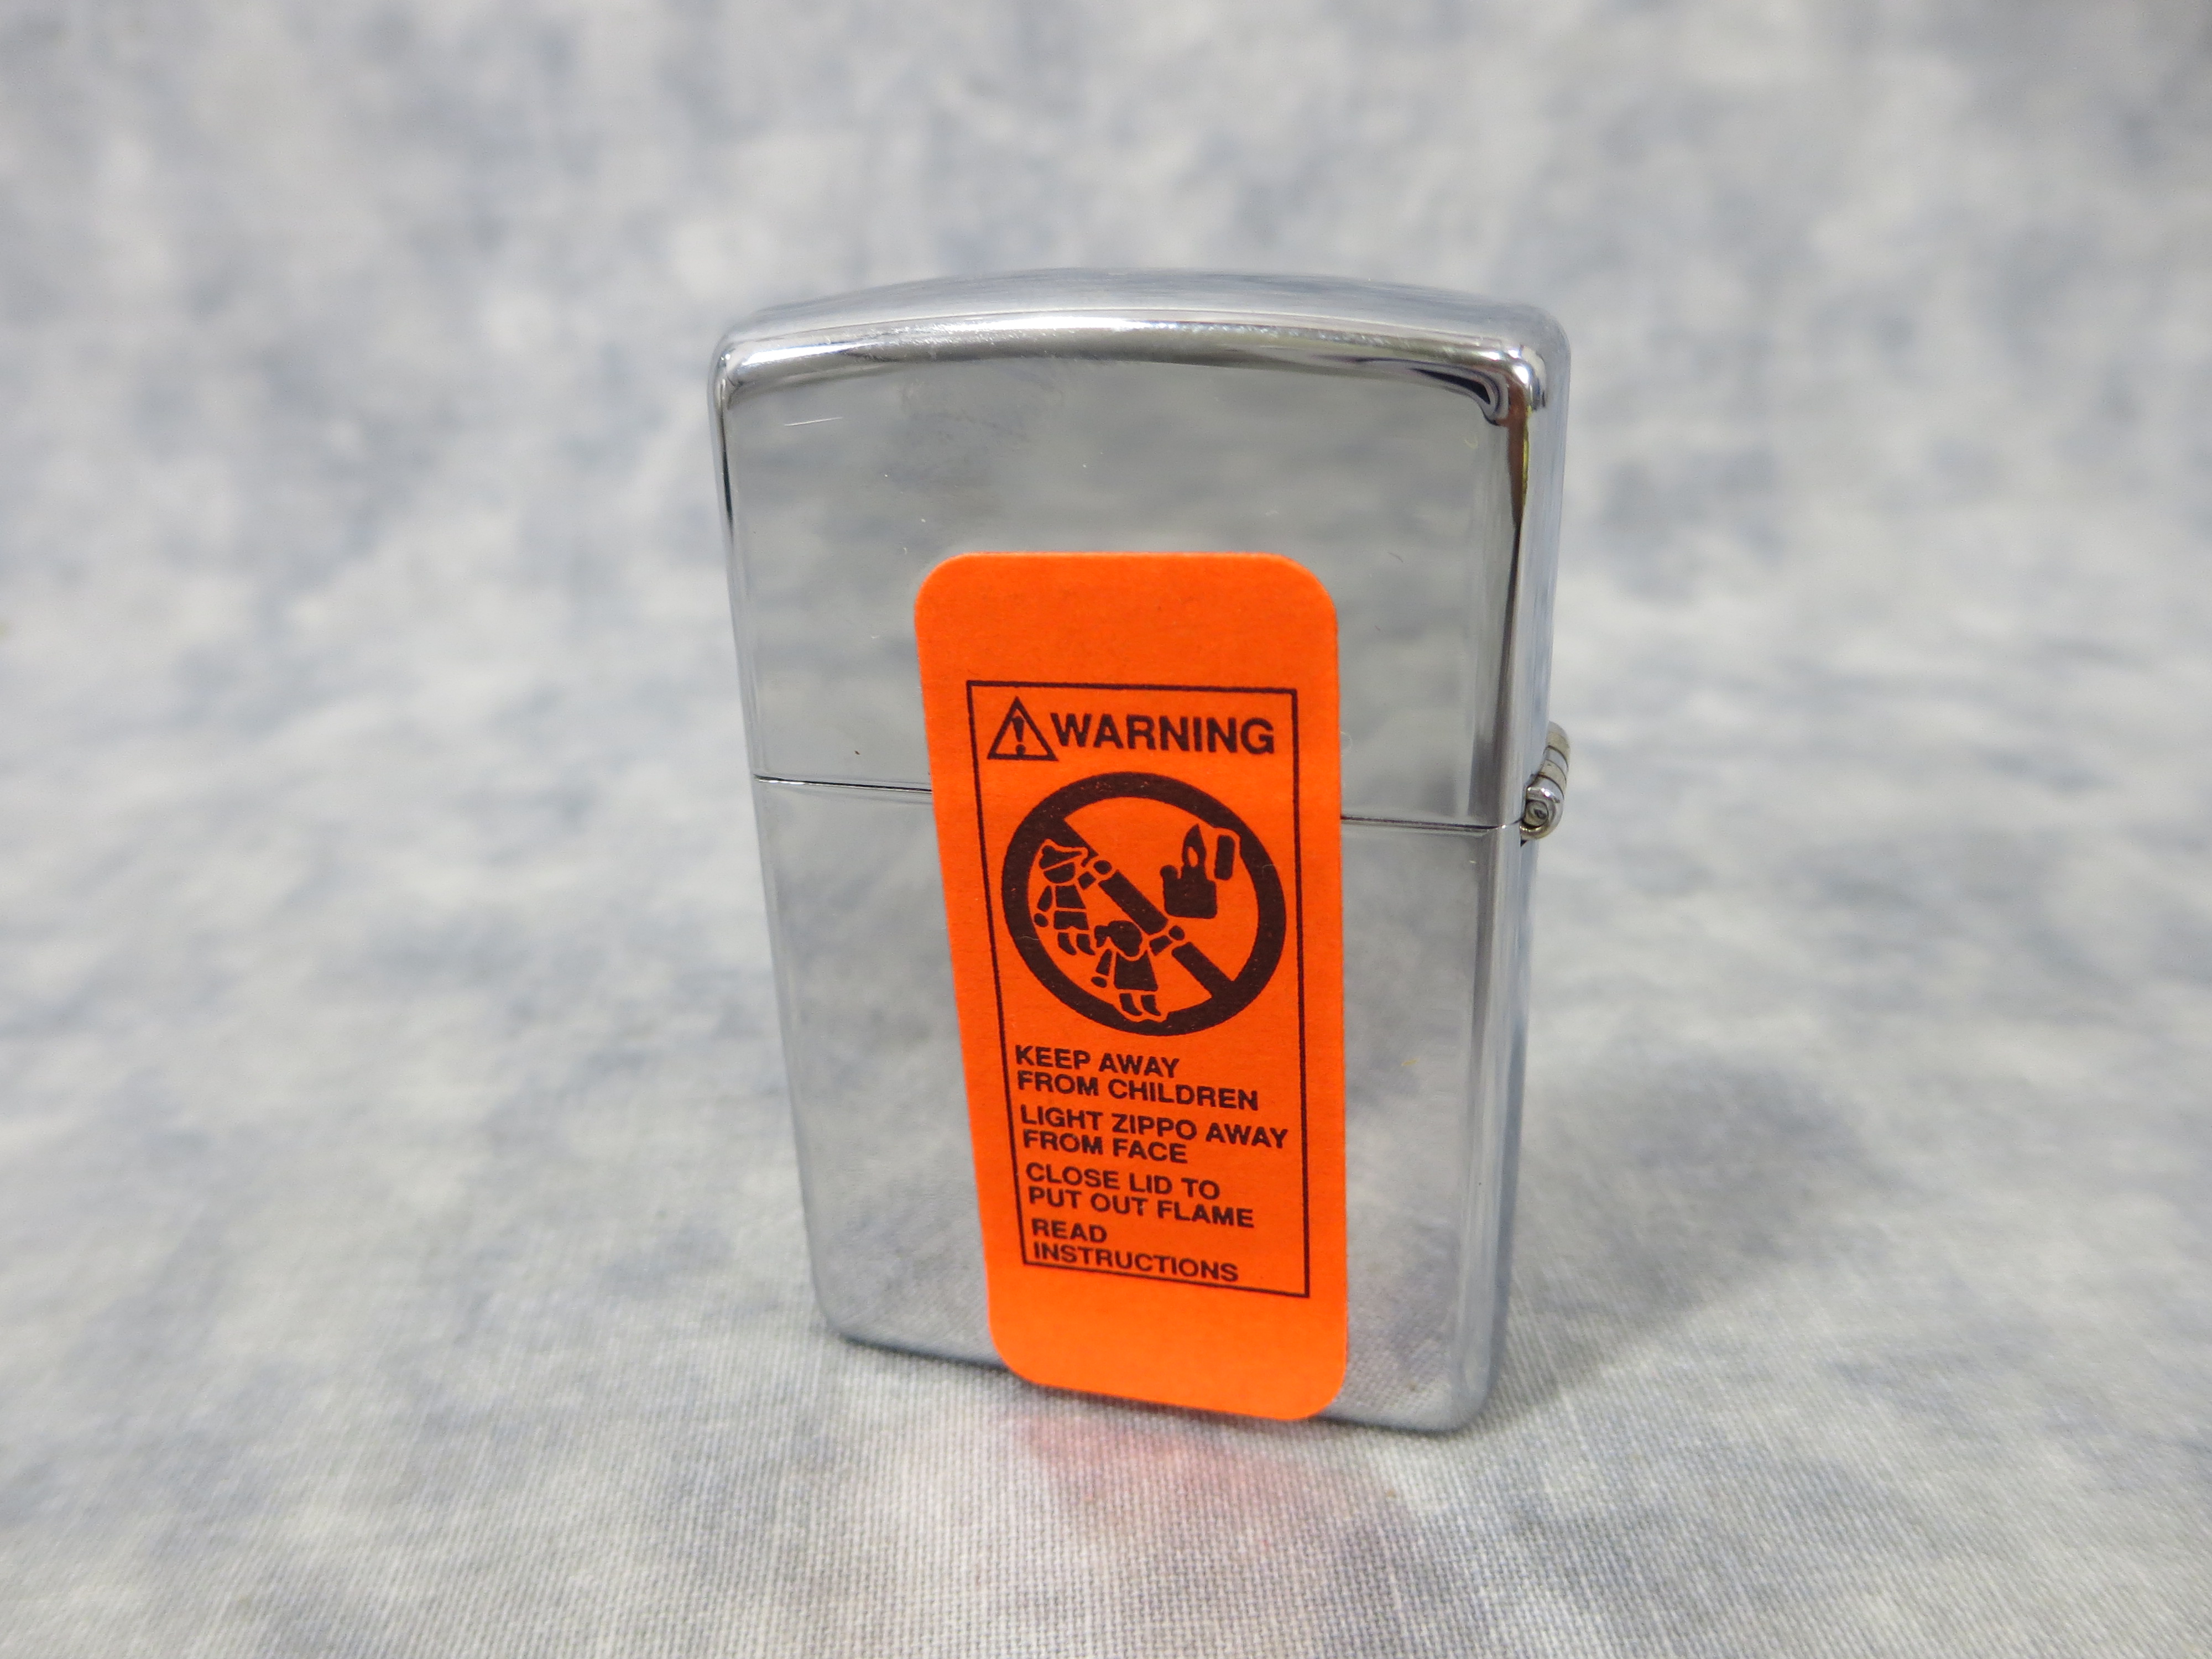 WARNING
KEEP AWAY
FROM CHILDREN
LIGHT ZIPPO AWAY
FROM FACE
CLOSE LID TO
PUT OUT FLAME
READ
INSTRUCTIONS